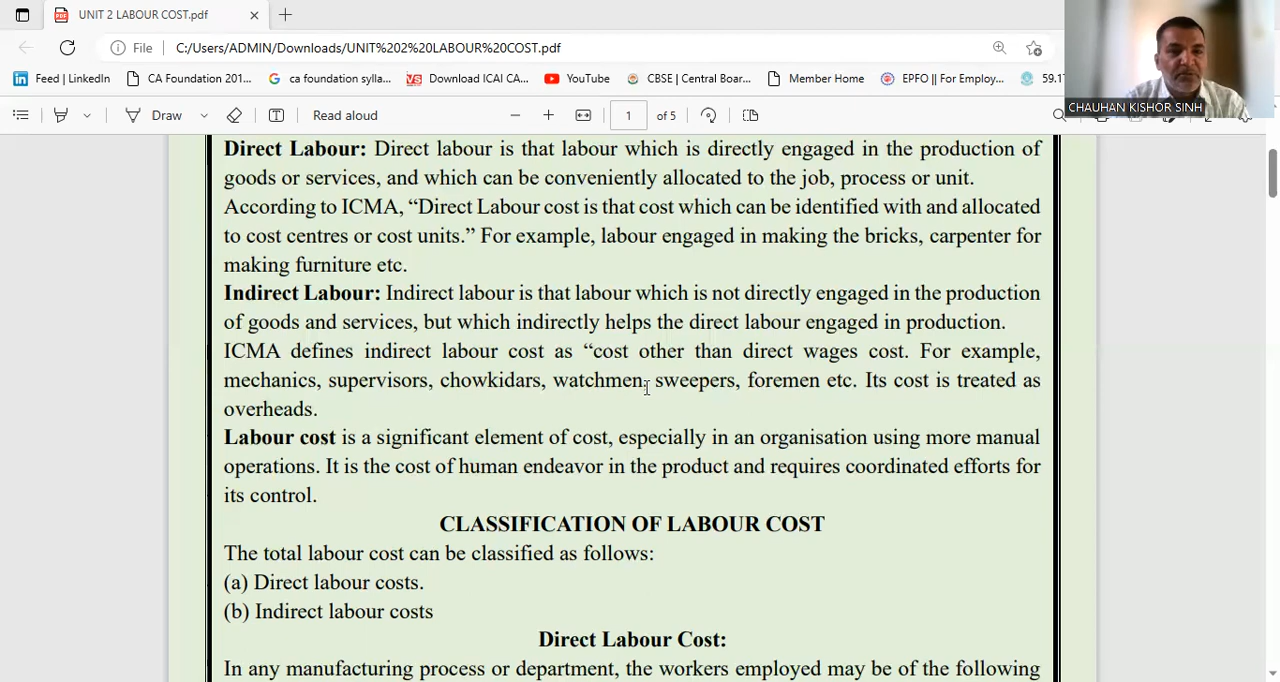 UNIT 2 LABOUR COST.pdf
File
C:/Users/ADMIN/Downloads/UNIT%202%20LABOUR%20COST.pdf
Feed | LinkedIn
CA Foundation 201...
ca foundation sylla...
Download ICAI CA...
YouTube
CBSE | Central Boar...
Member Home
EPFO || For Employ...
59.1
CHAUHAN KISHOR SINH
Draw
Read aloud
1 of 5
Direct Labour: Direct labour is that labour which is directly engaged in the production of
goods or services, and which can be conveniently allocated to the job, process or unit.
According to ICMA, “Direct Labour cost is that cost which can be identified with and allocated
to cost centres or cost units.” For example, labour engaged in making the bricks, carpenter for
making furniture etc.
Indirect Labour: Indirect labour is that labour which is not directly engaged in the production
of goods and services, but which indirectly helps the direct labour engaged in production.
ICMA defines indirect labour cost as “cost other than direct wages cost. For example,
mechanics, supervisors, chowkidars, watchmen, sweepers, foremen etc. Its cost is treated as
overheads.
Labour cost is a significant element of cost, especially in an organisation using more manual
operations. It is the cost of human endeavor in the product and requires coordinated efforts for
its control.
CLASSIFICATION OF LABOUR COST
The total labour cost can be classified as follows:
(a) Direct labour costs.
(b) Indirect labour costs
Direct Labour Cost:
In any manufacturing process or department, the workers employed may be of the following